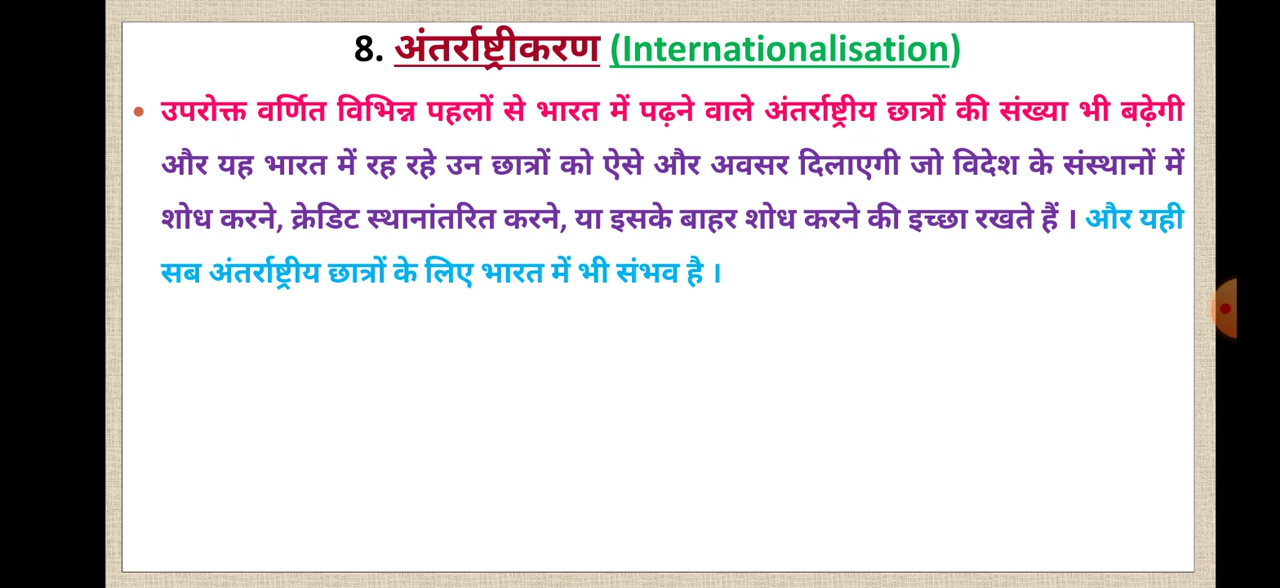 8. अंतर्राष्ट्रीकरण (Internationalisation)
• उपरोक्त वर्णित विभिन्न पहलों से भारत में पढ़ने वाले अंतर्राष्ट्रीय छात्रों की संख्या भी बढ़ेगी
और यह भारत में रह रहे उन छात्रों को ऐसे और अवसर दिलाएगी जो विदेश के संस्थानों में
शोध करने, क्रेडिट स्थानांतरित करने, या इसके बाहर शोध करने की इच्छा रखते हैं । और यही
सब अंतर्राष्ट्रीय छात्रों के लिए भारत में भी संभव है ।